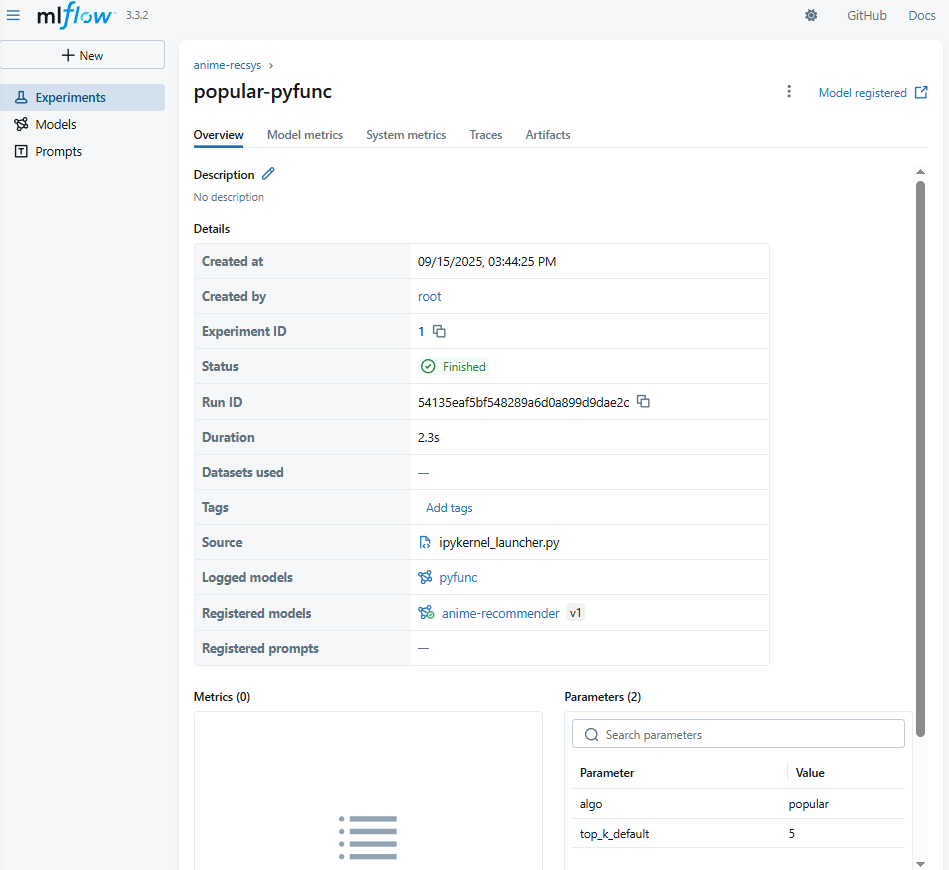 mlflow 3.3.2
GitHub Docs
New
anime-recsys ›
popular-pyfunc
Model registered
Experiments
Models
Prompts
Overview Model metrics System metrics Traces Artifacts
Description
No description
Details
Created at 09/15/2025, 03:44:25 PM
Created by root
Experiment ID 1
Status Finished
Run ID 54135eaf5bf548289a6d0a899d9dae2c
Duration 2.3s
Datasets used —
Tags Add tags
Source ipykernel_launcher.py
Logged models pyfunc
Registered models anime-recommender v1
Registered prompts —
Metrics (0)
Parameters (2)
Search parameters
Parameter Value
algo popular
top_k_default 5